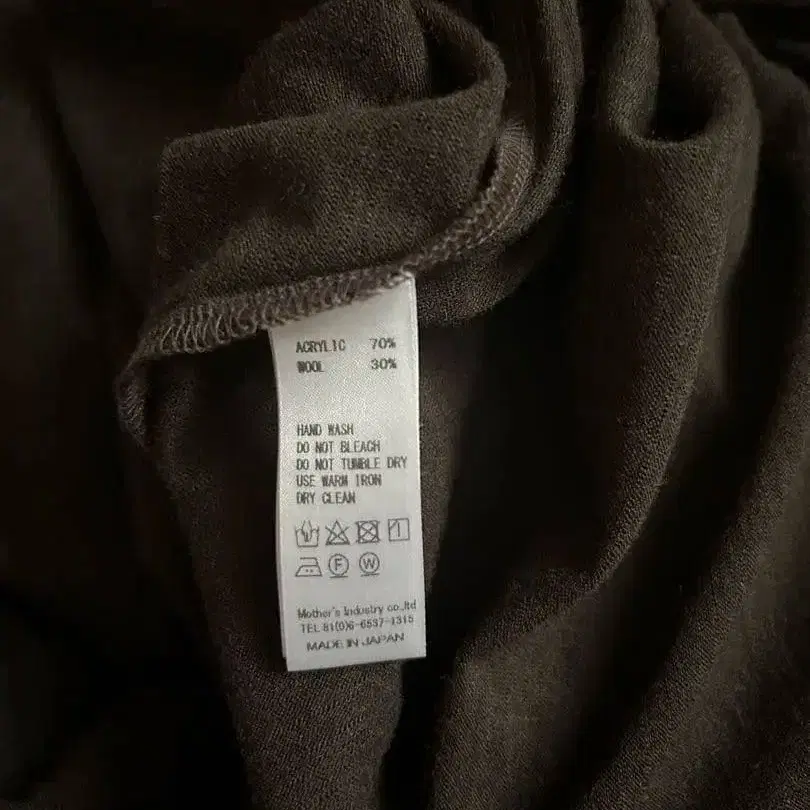 ACRYLIC 70%
WOOL 30%
HAND WASH
DO NOT BLEACH
DO NOT TUMBLE DRY
USE WARM IRON
DRY CLEAN
F W
Mother's Industry co.,ltd
TEL 81(0)6-6537-1315
MADE IN JAPAN